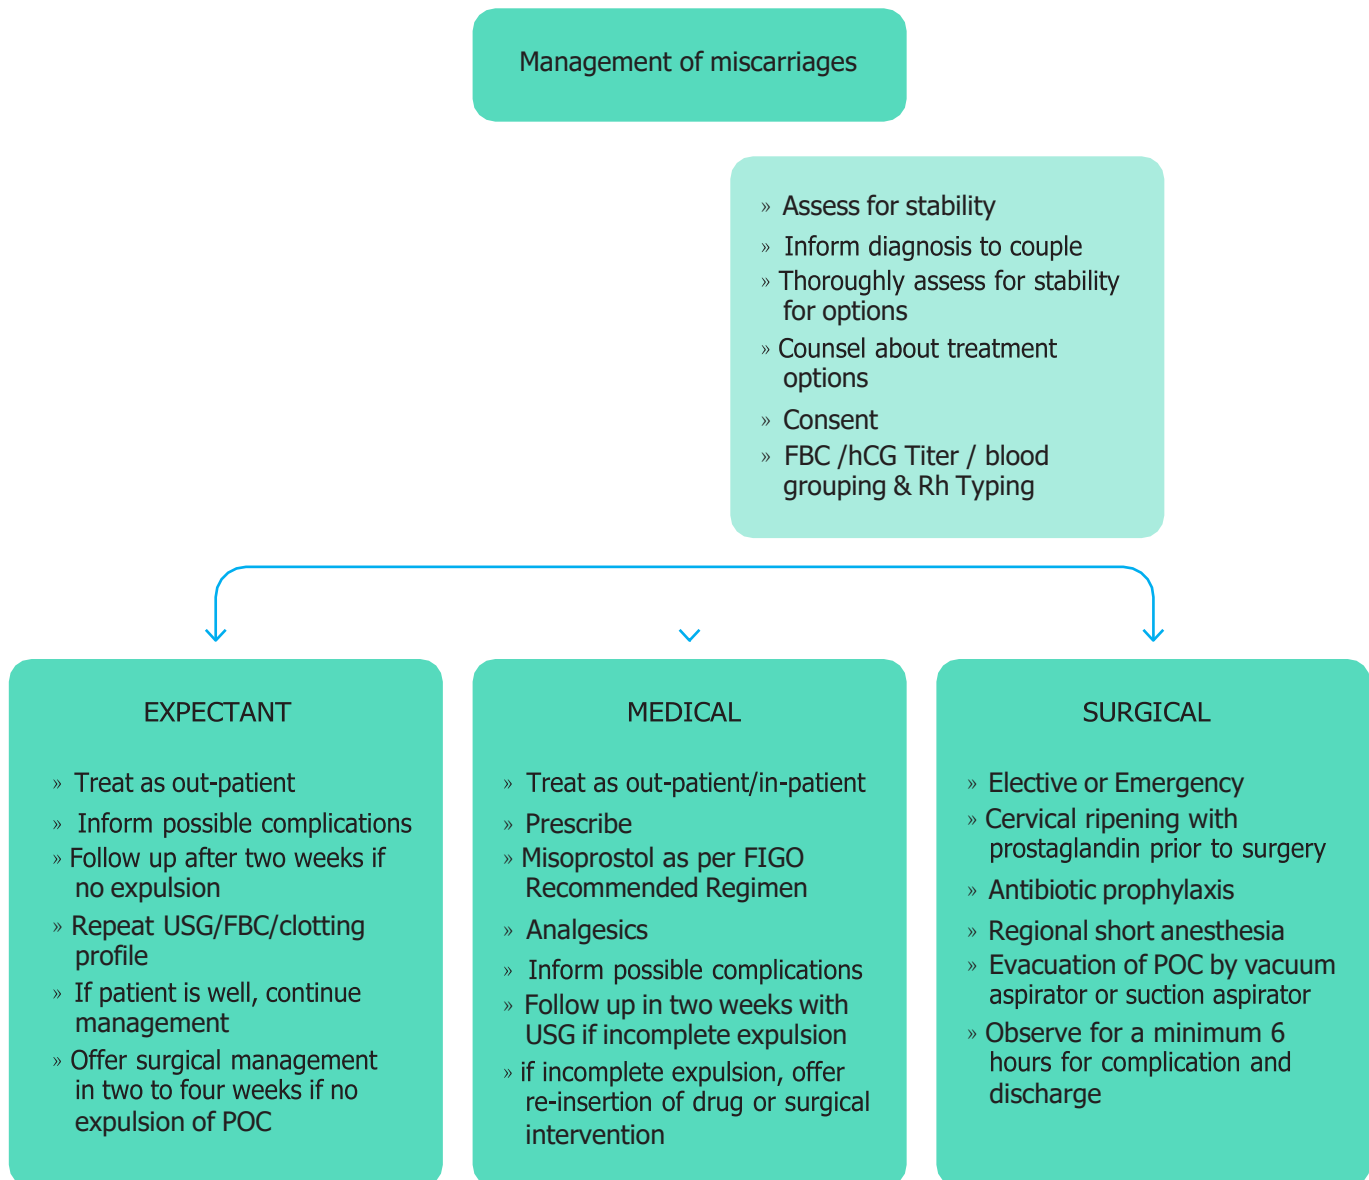 Management of miscarriages
» Assess for stability
» Inform diagnosis to couple
» Thoroughly assess for stability
for options
» Counsel about treatment
options
» Consent
» FBC /hCG Titer / blood
grouping & Rh Typing
EXPECTANT
» Treat as out-patient
» Inform possible complications
» Follow up after two weeks if
no expulsion
» Repeat USG/FBC/clotting
profile
» If patient is well, continue
management
» Offer surgical management
in two to four weeks if no
expulsion of POC
MEDICAL
» Treat as out-patient/in-patient
» Prescribe
» Misoprostol as per FIGO
Recommended Regimen
» Analgesics
» Inform possible complications
» Follow up in two weeks with
USG if incomplete expulsion
» if incomplete expulsion, offer
re-insertion of drug or surgical
intervention
SURGICAL
» Elective or Emergency
» Cervical ripening with
prostaglandin prior to surgery
» Antibiotic prophylaxis
» Regional short anesthesia
» Evacuation of POC by vacuum
aspirator or suction aspirator
» Observe for a minimum 6
hours for complication and
discharge